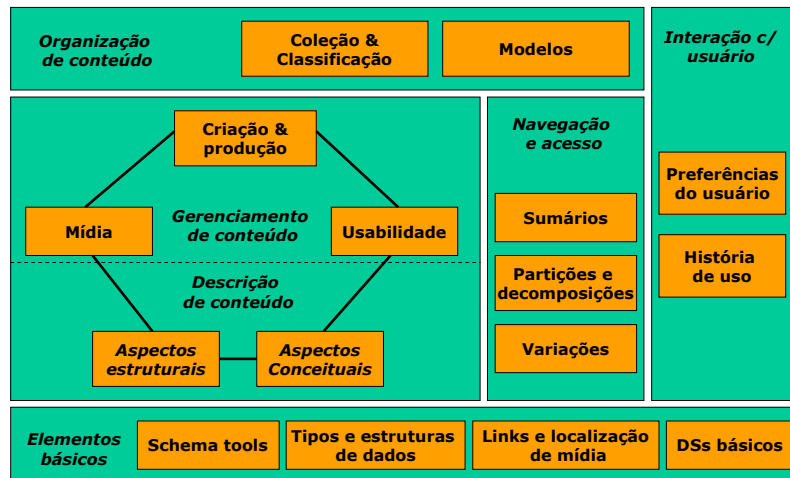 Organização
de conteúdo
Coleção &
Classificação
Modelos
Interação c/
usuário
Criação &
produção
Mídia
Gerenciamento
de conteúdo
Usabilidade
Descrição
de conteúdo
Aspectos
estruturais
Aspectos
Conceituais
Navegação
e acesso
Sumários
Partições e
decomposições
Variações
Preferências
do usuário
História
de uso
Elementos
básicos
Schema tools
Tipos e estruturas
de dados
Links e localização
de mídia
DSs básicos